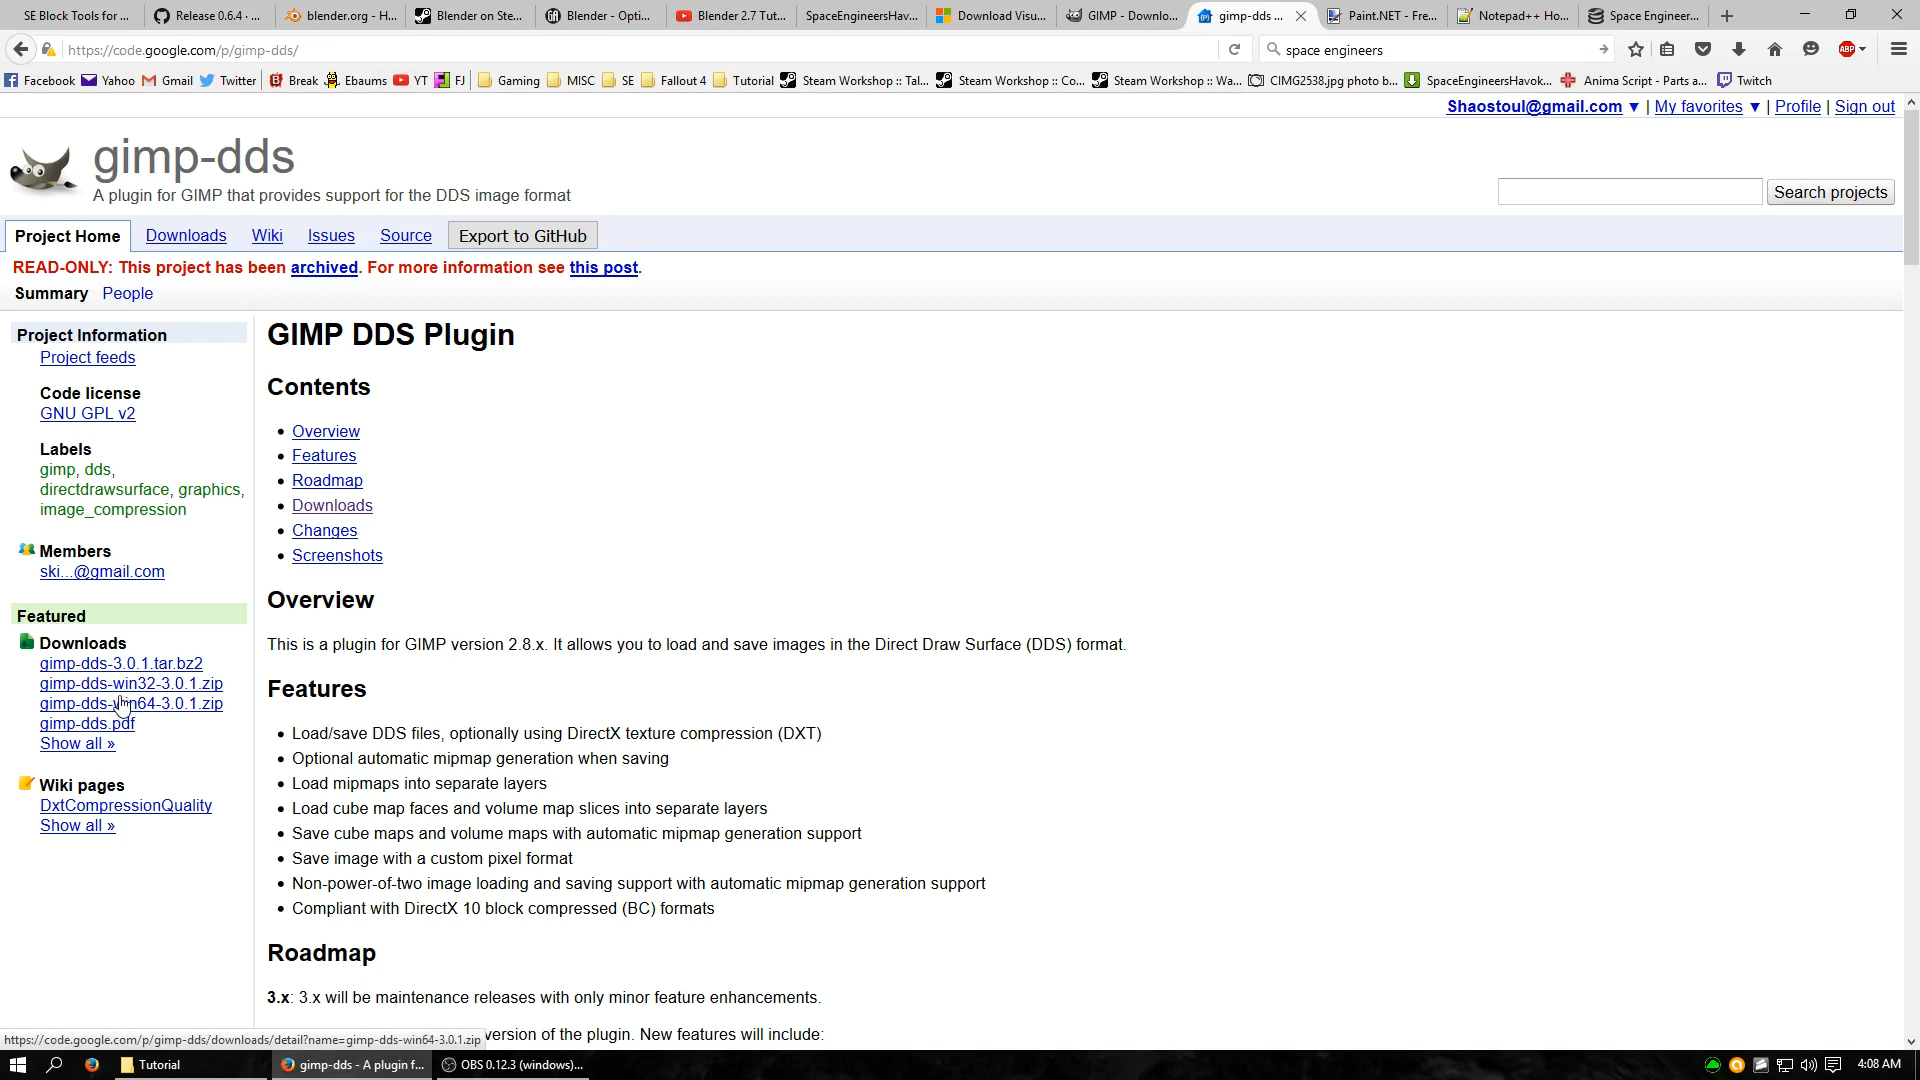 SE Block Tools for ...
Release 0.6.4 · ...
blender.org - H...
Blender on Ste...
Blender - Opti...
Blender 2.7 Tut...
SpaceEngineersHav...
Download Visu...
GIMP - Downlo...
gimp-dds ...
Paint.NET - Fre...
Notepad++ Ho...
Space Engineer...
https://code.google.com/p/gimp-dds/
space engineers
ABP
Facebook
Yahoo
Gmail
Twitter
Break
Ebaums
YT
FJ
Gaming
MISC
SE
Fallout 4
Tutorial
Steam Workshop :: Tal...
Steam Workshop :: Co...
Steam Workshop :: Wa...
CIMG2538.jpg photo b...
SpaceEngineersHavok...
Anima Script - Parts a...
Twitch
Shaostoul@gmail.com ▼ | My favorites ▼ | Profile | Sign out
gimp-dds
A plugin for GIMP that provides support for the DDS image format
Search projects
Project Home
Downloads
Wiki
Issues
Source
Export to GitHub
READ-ONLY: This project has been archived. For more information see this post.
Summary People
Project Information
Project feeds
Code license
GNU GPL v2
Labels
gimp, dds,
directdrawsurface, graphics,
image_compression
Members
ski...@gmail.com
Featured
Downloads
gimp-dds-3.0.1.tar.bz2
gimp-dds-win32-3.0.1.zip
gimp-dds-win64-3.0.1.zip
gimp-dds.pdf
Show all »
Wiki pages
DxtCompressionQuality
Show all »
GIMP DDS Plugin
Contents
• Overview
• Features
• Roadmap
• Downloads
• Changes
• Screenshots
Overview
This is a plugin for GIMP version 2.8.x. It allows you to load and save images in the Direct Draw Surface (DDS) format.
Features
• Load/save DDS files, optionally using DirectX texture compression (DXT)
• Optional automatic mipmap generation when saving
• Load mipmaps into separate layers
• Load cube map faces and volume map slices into separate layers
• Save cube maps and volume maps with automatic mipmap generation support
• Save image with a custom pixel format
• Non-power-of-two image loading and saving support with automatic mipmap generation support
• Compliant with DirectX 10 block compressed (BC) formats
Roadmap
3.x: 3.x will be maintenance releases with only minor feature enhancements.
version of the plugin. New features will include:
https://code.google.com/p/gimp-dds/downloads/detail?name=gimp-dds-win64-3.0.1.zip
Tutorial
gimp-dds - A plugin f...
OBS 0.12.3 (windows)...
4:08 AM